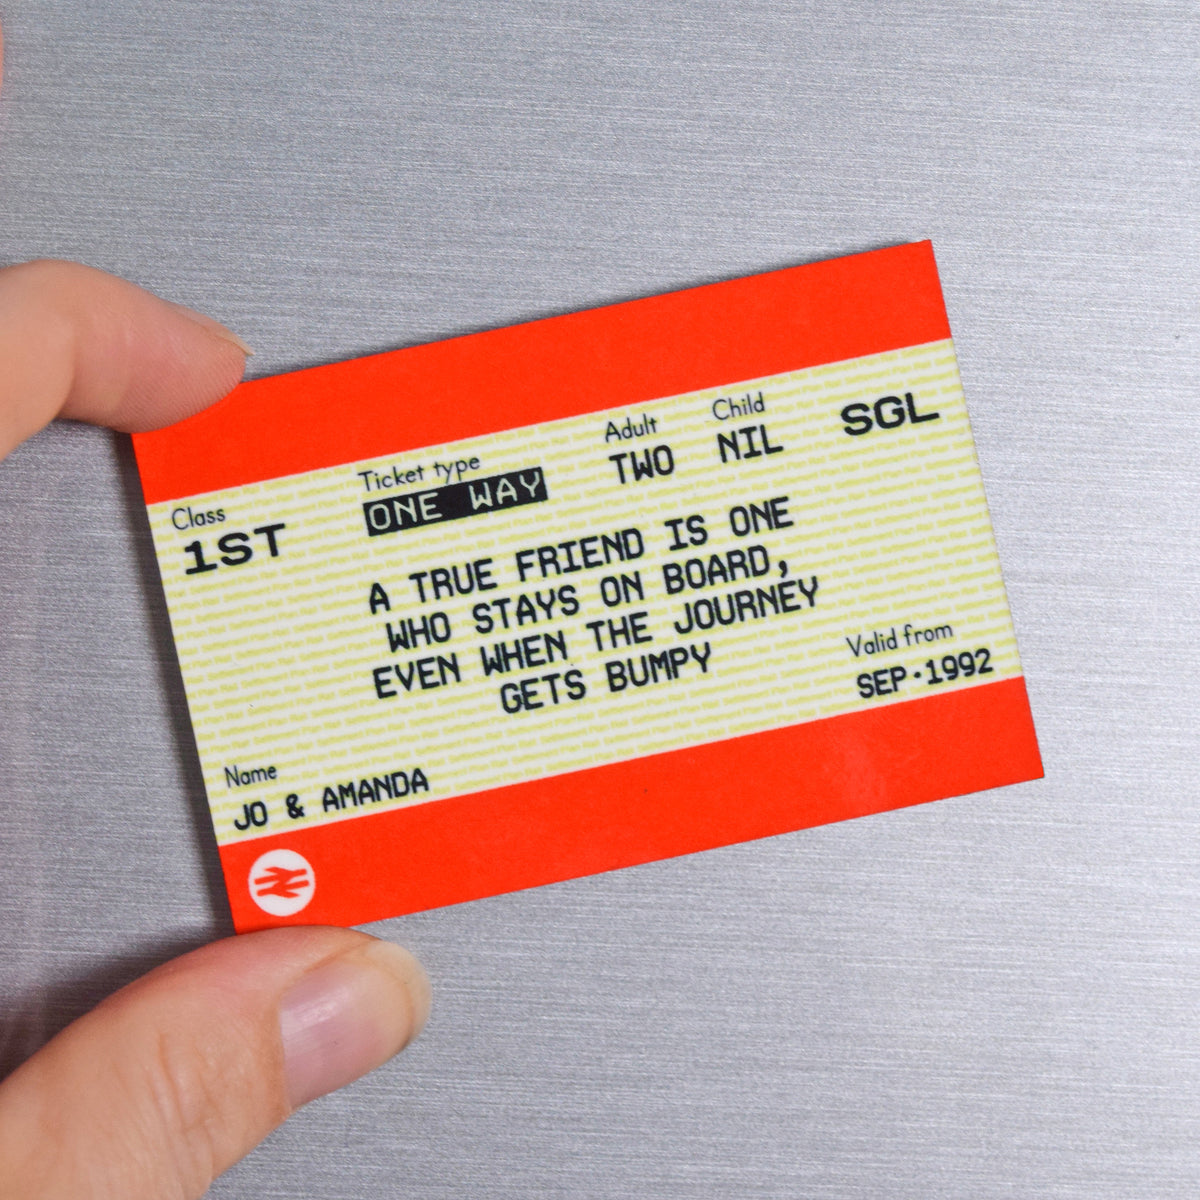 Class
1ST
Ticket type
ONE WAY
Adult
TWO
Child
NIL
SGL
A TRUE FRIEND IS ONE
WHO STAYS ON BOARD,
EVEN WHEN THE JOURNEY
GETS BUMPY
Valid from
SEP·1992
Name
JO & AMANDA